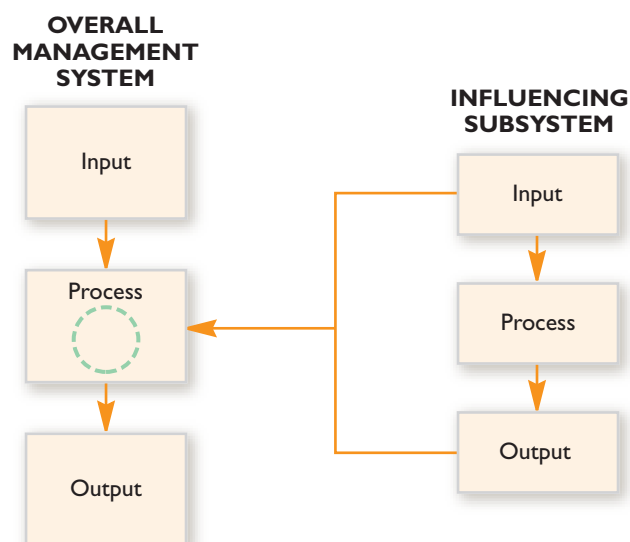 OVERALL
MANAGEMENT
SYSTEM
Input
Process
Output
INFLUENCING
SUBSYSTEM
Input
Process
Output